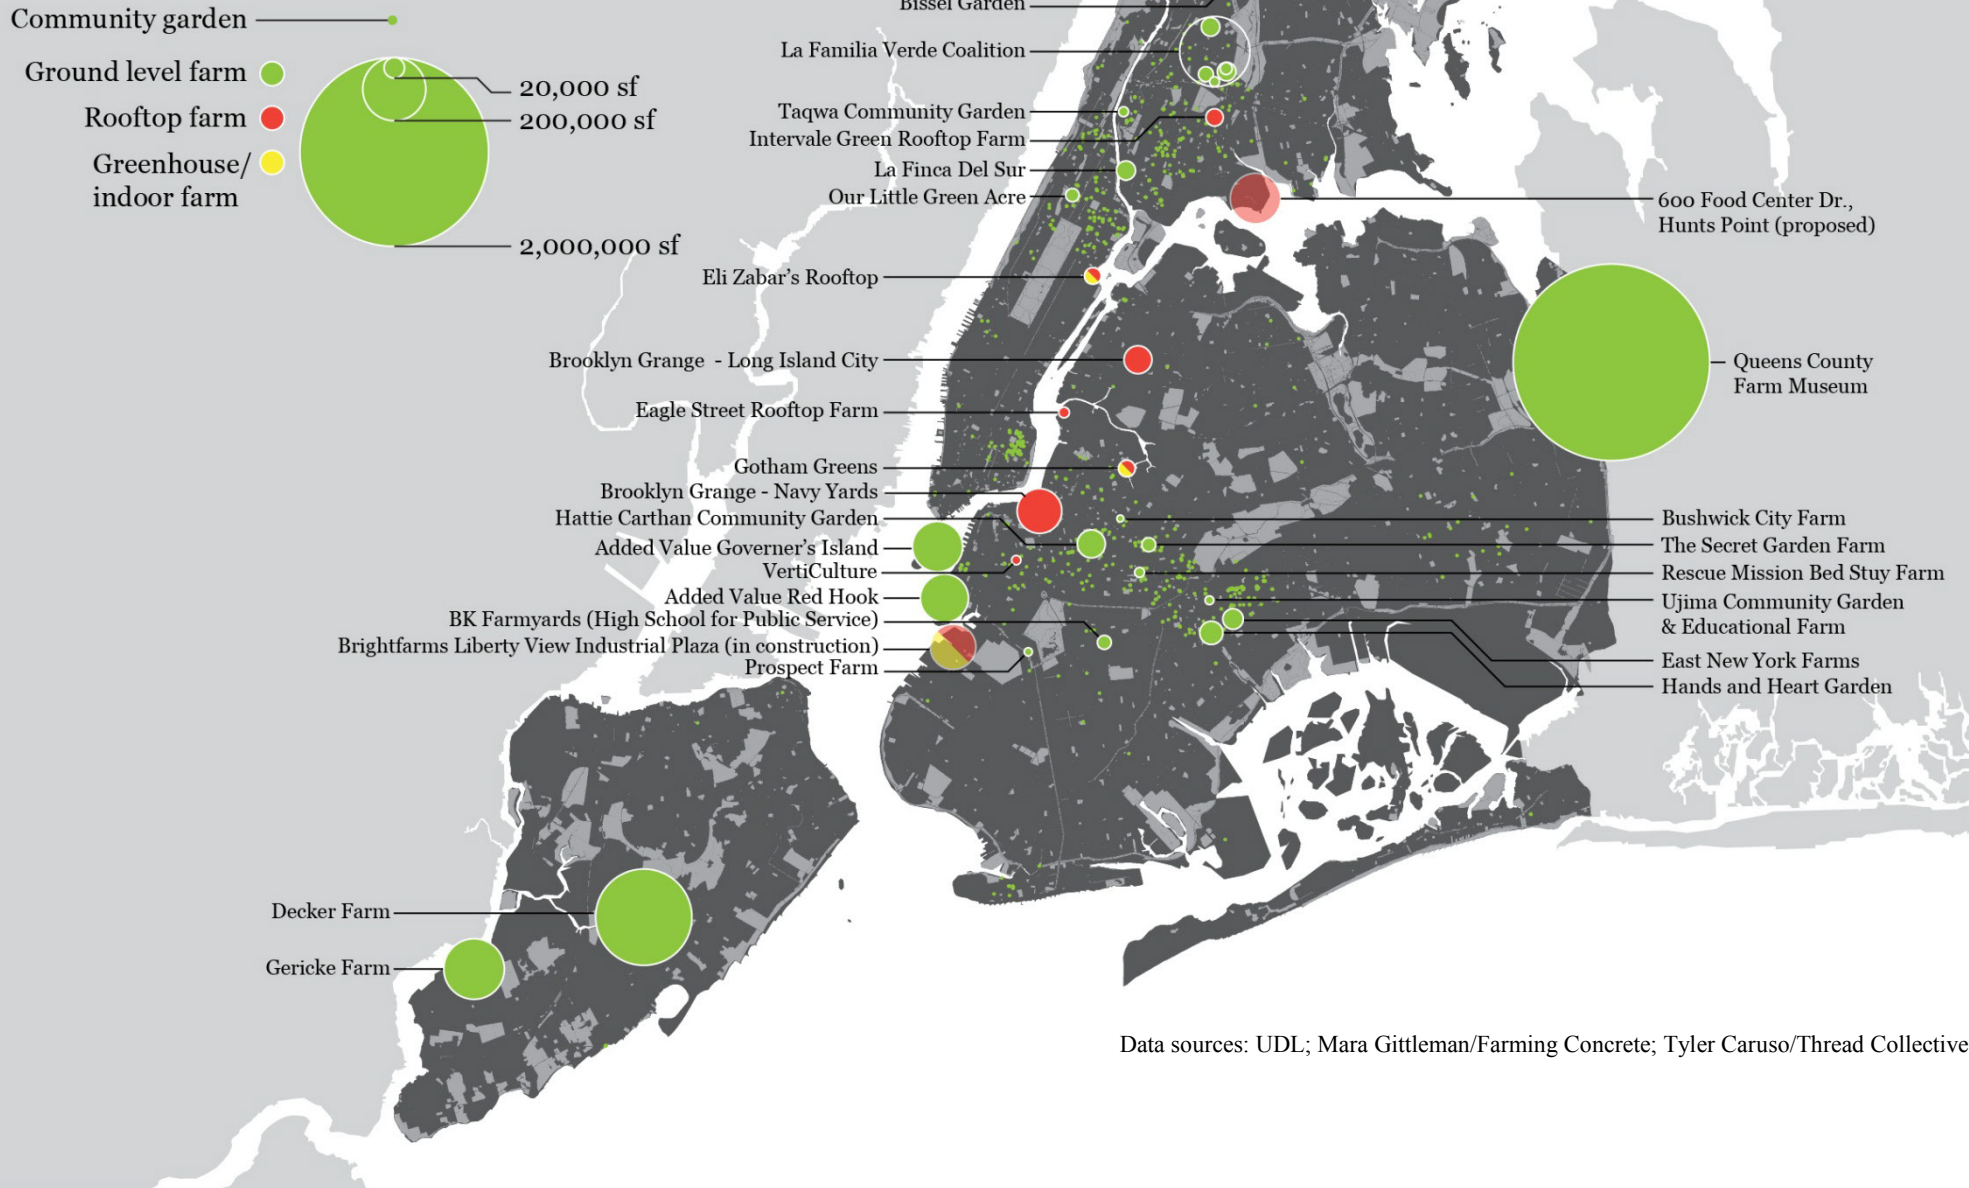 Community garden
Ground level farm
Rooftop farm
Greenhouse/
indoor farm
20,000 sf
200,000 sf
2,000,000 sf
Bissel Garden
La Familia Verde Coalition
Taqwa Community Garden
Intervale Green Rooftop Farm
La Finca Del Sur
Our Little Green Acre
Eli Zabar's Rooftop
Brooklyn Grange - Long Island City
Eagle Street Rooftop Farm
Gotham Greens
Brooklyn Grange - Navy Yards
Hattie Carthan Community Garden
Added Value Governer's Island
VertiCulture
Added Value Red Hook
BK Farmyards (High School for Public Service)
Brightfarms Liberty View Industrial Plaza (in construction)
Prospect Farm
Decker Farm
Gericke Farm
600 Food Center Dr.,
Hunts Point (proposed)
Queens County
Farm Museum
Bushwick City Farm
The Secret Garden Farm
Rescue Mission Bed Stuy Farm
Ujima Community Garden
& Educational Farm
East New York Farms
Hands and Heart Garden
Data sources: UDL; Mara Gittleman/Farming Concrete; Tyler Caruso/Thread Collective